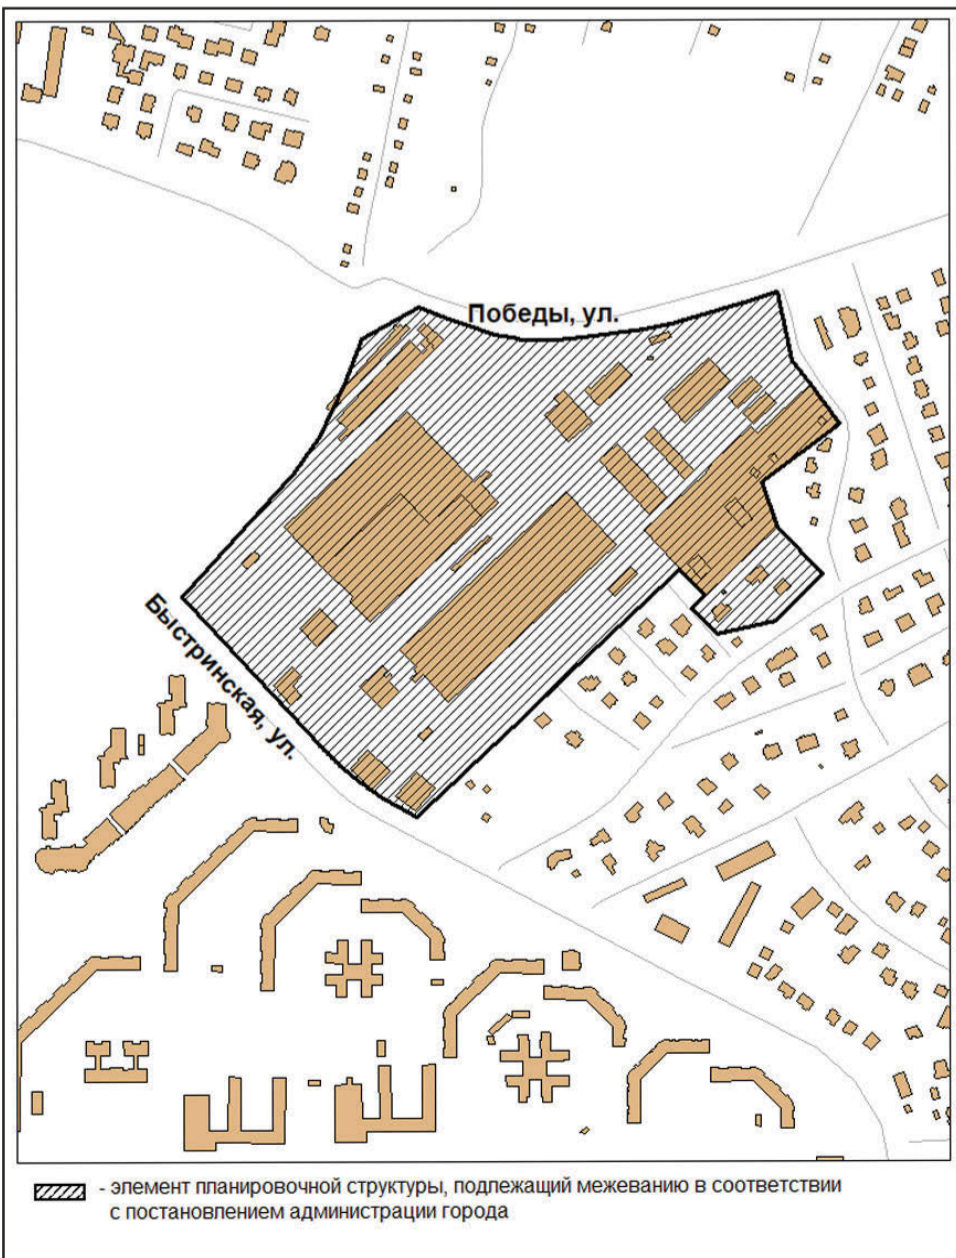 Победы, ул.
Быстринская, ул.
- элемент планировочной структуры, подлежащий межеванию в соответствии
с постановлением администрации города